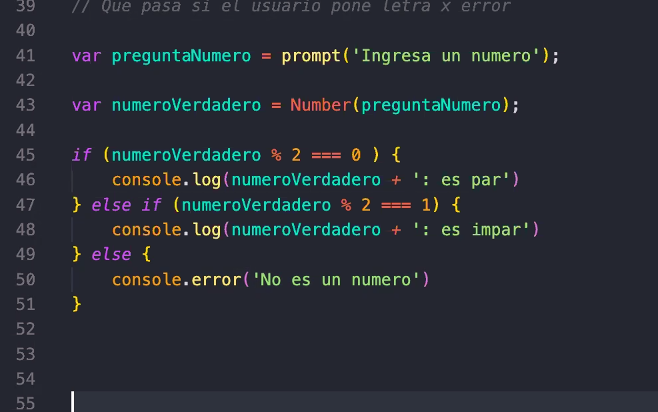 39 // Que pasa si el usuario pone letra x error
40
41 var preguntaNumero = prompt('Ingresa un numero');
42
43 var numeroVerdadero = Number(preguntaNumero);
44
45 if (numeroVerdadero % 2 === 0 ) {
46     console.log(numeroVerdadero + ': es par')
47 } else if (numeroVerdadero % 2 === 1) {
48     console.log(numeroVerdadero + ': es impar')
49 } else {
50     console.error('No es un numero')
51 }
52
53
54
55